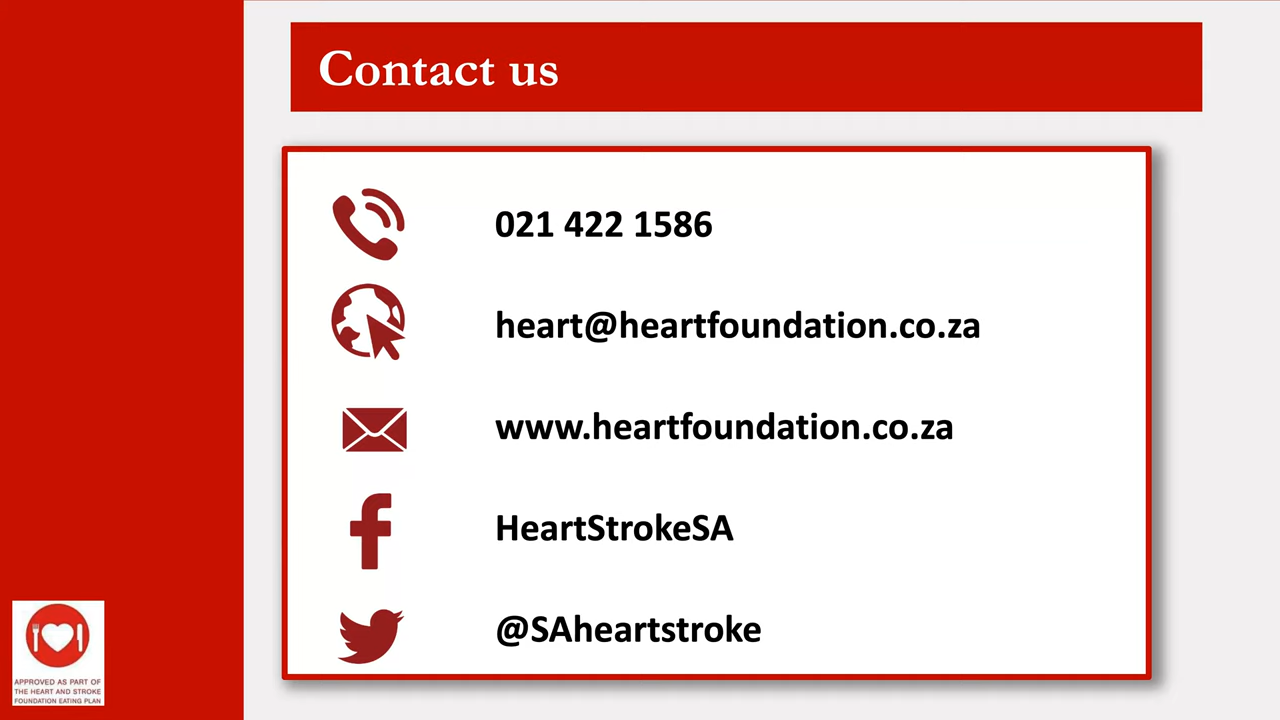 Contact us
021 422 1586
heart@heartfoundation.co.za
www.heartfoundation.co.za
HeartStrokeSA
@SAheartstroke
APPROVED AS PART OF
THE HEART AND STROKE
FOUNDATION EATING PLAN